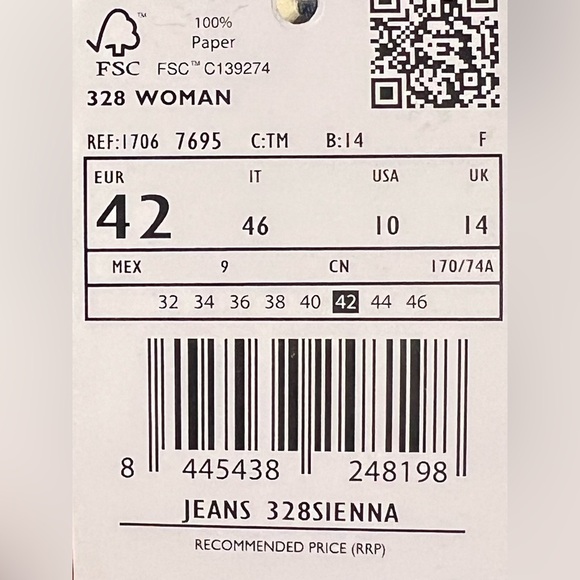 100%
Paper
FSC™ FSC™ C139274
328 WOMAN
REF:1706 7695 C:TM B:14 F
EUR IT USA UK
42 46 10 14
MEX 9 CN 170/74A
32 34 36 38 40 42 44 46
8 445438 248198
JEANS 328SIENNA
RECOMMENDED PRICE (RRP)